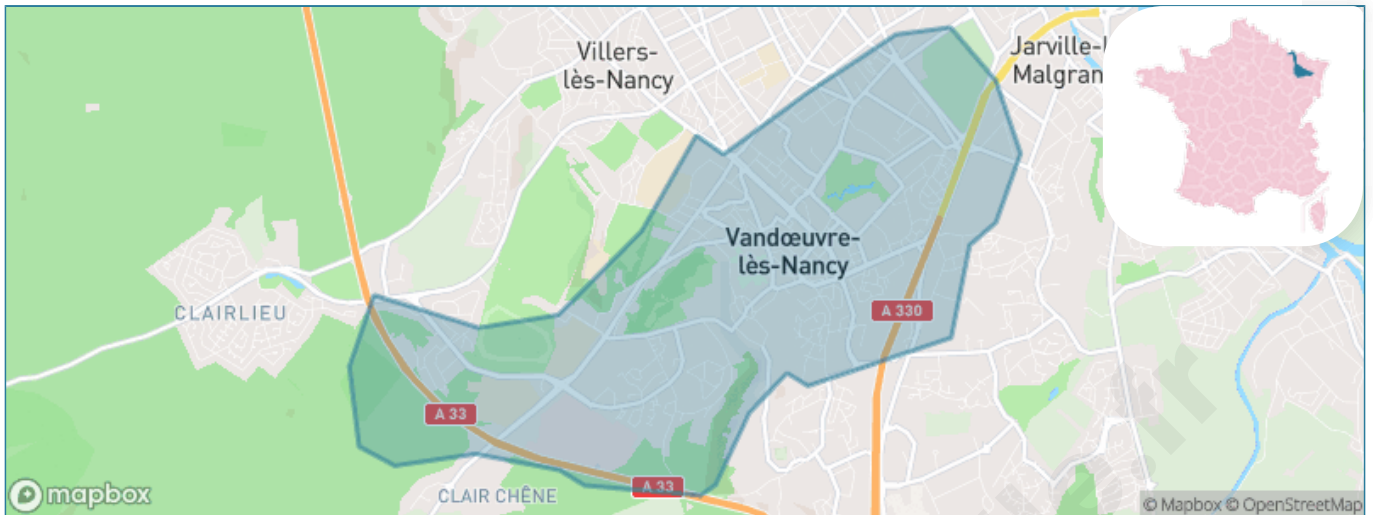 Villers-
lès-Nancy
Jarville-l
Malgran
Vandœuvre-
lès-Nancy
CLAIRLIEU
A 330
A 33
CLAIR CHÊNE
A 33
mapbox
© Mapbox © OpenStreetMap